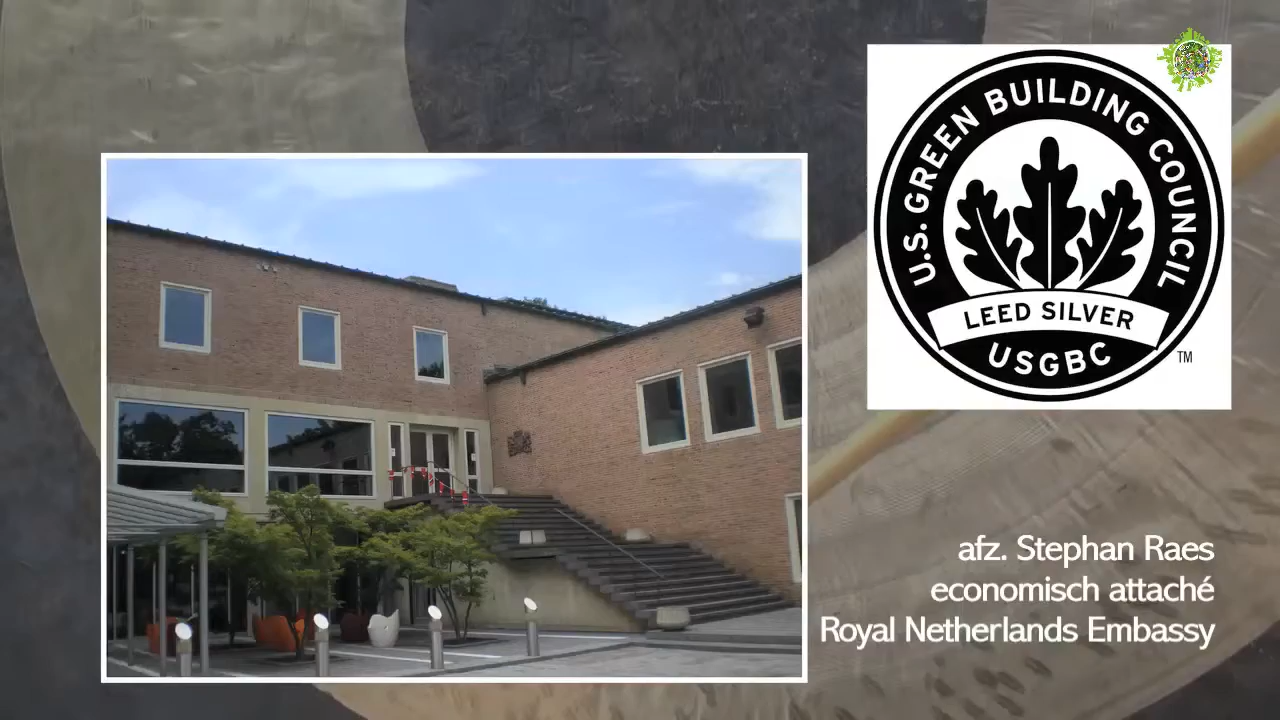 U.S. GREEN BUILDING COUNCIL
LEED SILVER
USGBC
TM
afz. Stephan Raes
economisch attaché
Royal Netherlands Embassy